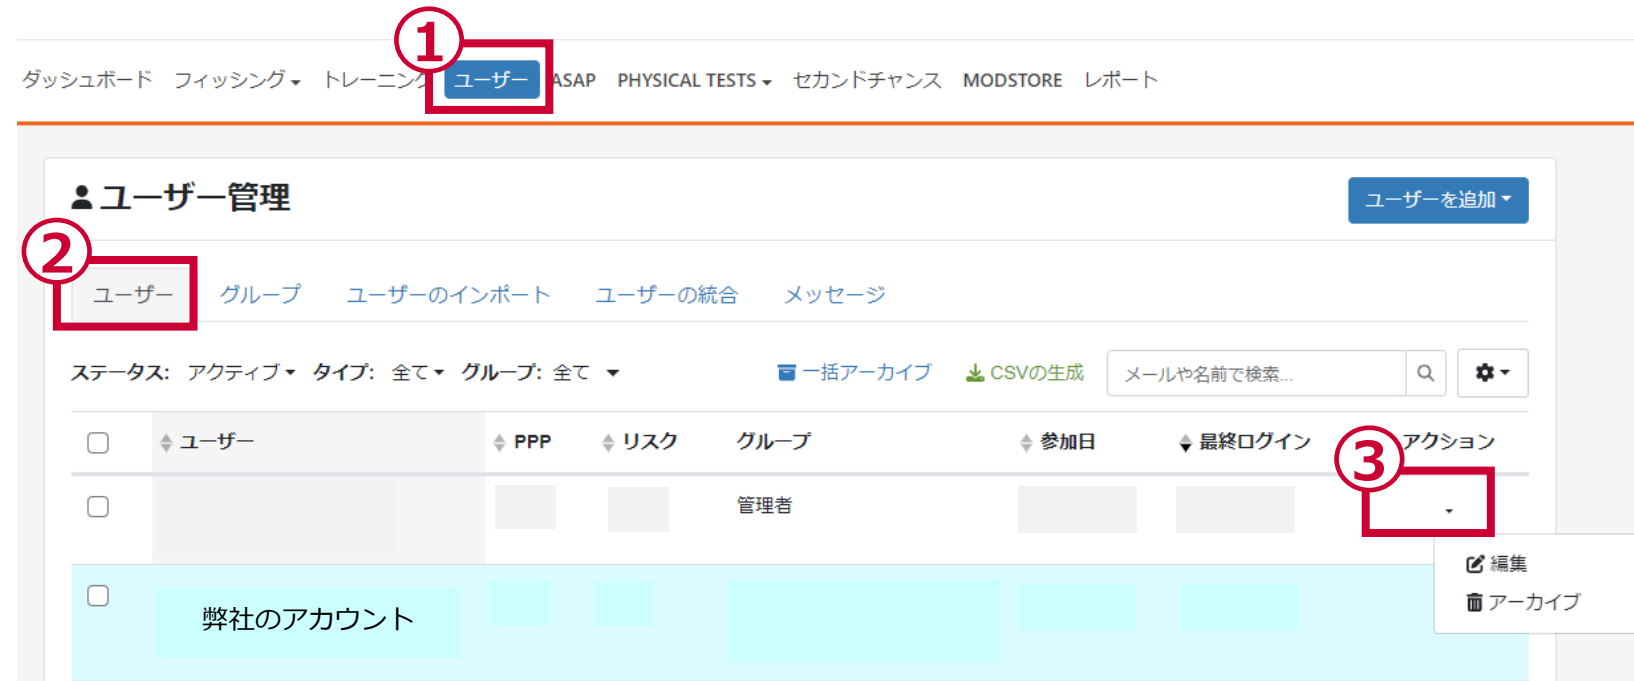 ①
ダッシュボード フィッシング トレーニング ユーザー ASAP PHYSICAL TESTS セカンドチャンス MODSTORE レポート
ユーザー管理
ユーザーを追加
②
ユーザー グループ ユーザーのインポート ユーザーの統合 メッセージ
ステータス: アクティブ タイプ: 全て グループ: 全て 一括アーカイブ CSVの生成 メールや名前で検索...
ユーザー PPP リスク グループ 参加日 最終ログイン アクション
③
管理者
編集
アーカイブ
弊社のアカウント